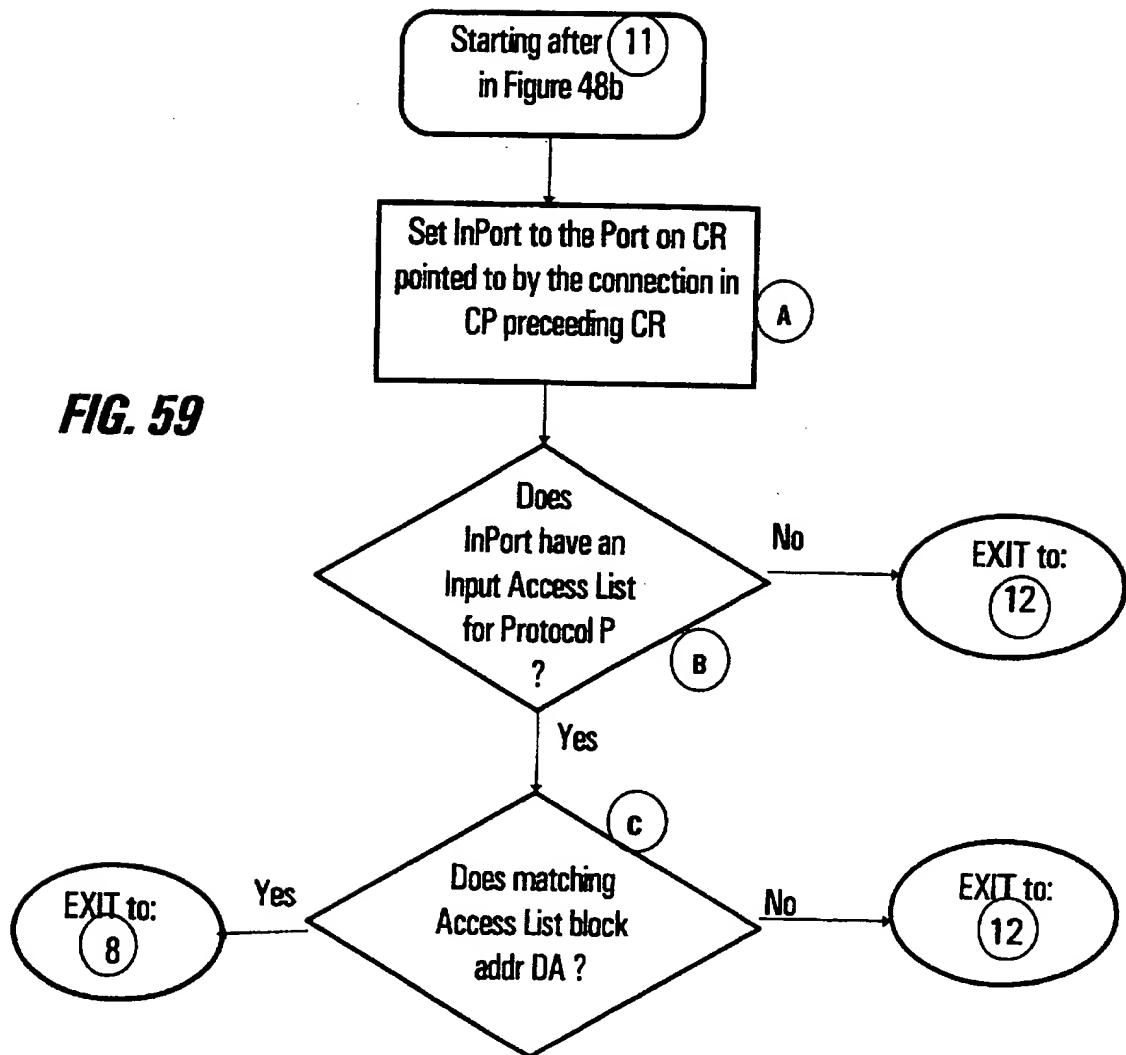 Starting after 11
in Figure 48b
Set InPort to the Port on CR
pointed to by the connection in
CP preceeding CR
A
FIG. 59
Does
InPort have an
Input Access List
for Protocol P
?
B
No
EXIT to:
12
Yes
C
Does matching
Access List block
addr DA ?
Yes
EXIT to:
8
No
EXIT to:
12